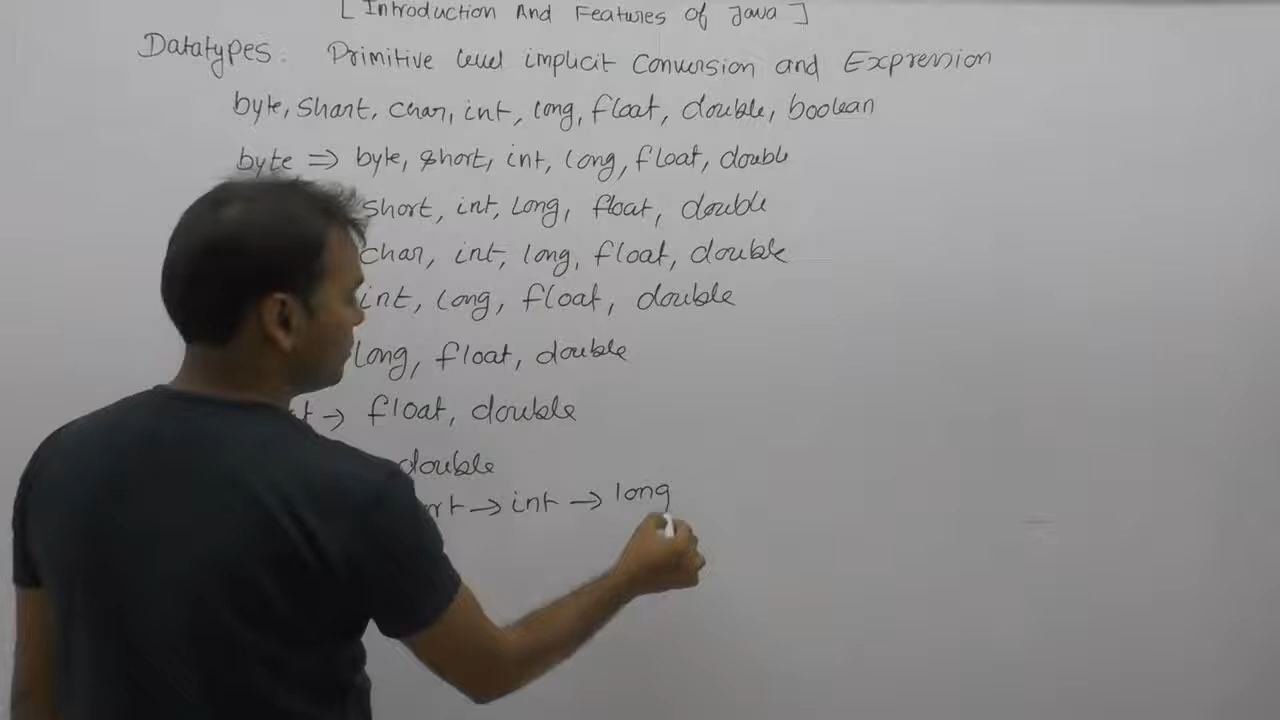 [ Introduction And Features of Java ]
Datatypes: Primitive level implicit Conversion and Expression
byte, Short, char, int, long, float, double, boolean
byte => byte, short, int, long, float, double
short, int, Long, float, double
char, int, long, float, double
int, long, float, double
long, float, double
→ float, double
double
→ int → long